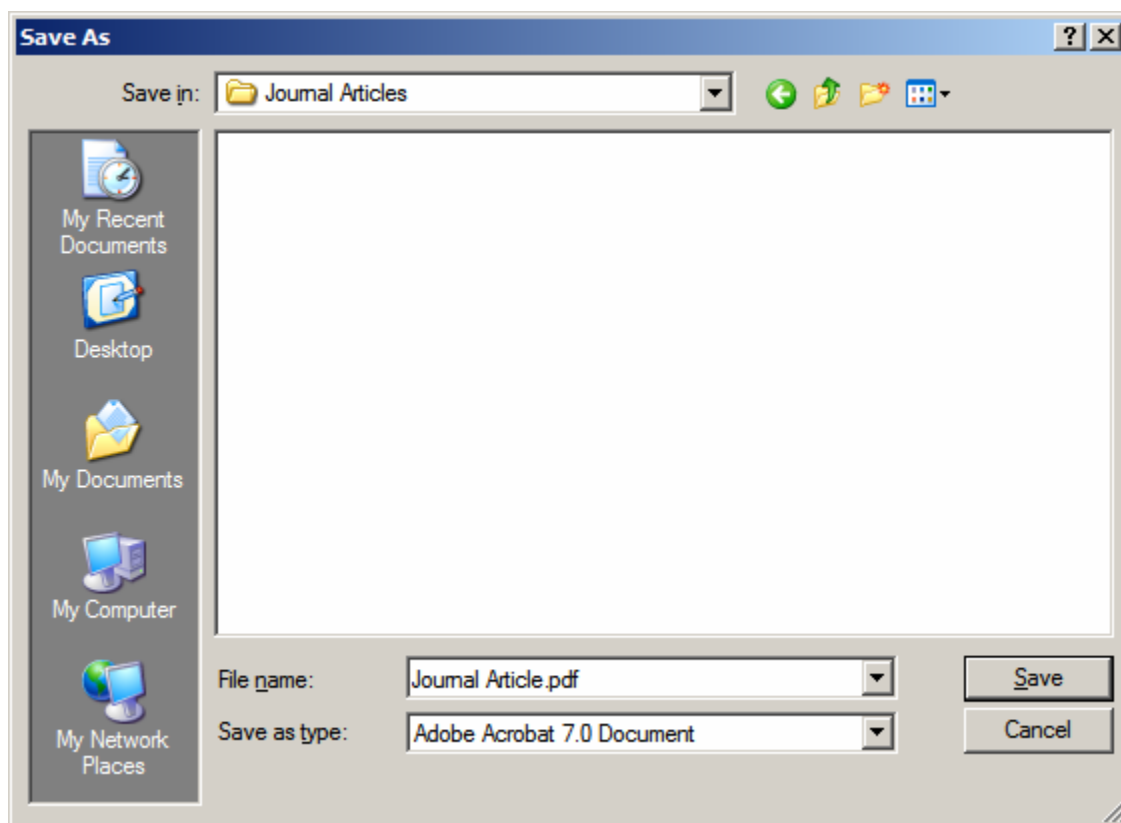 Save As
Save in:
Journal Articles
My Recent
Documents
Desktop
My Documents
My Computer
My Network
Places
File name:
Journal Article.pdf
Save
Save as type:
Adobe Acrobat 7.0 Document
Cancel